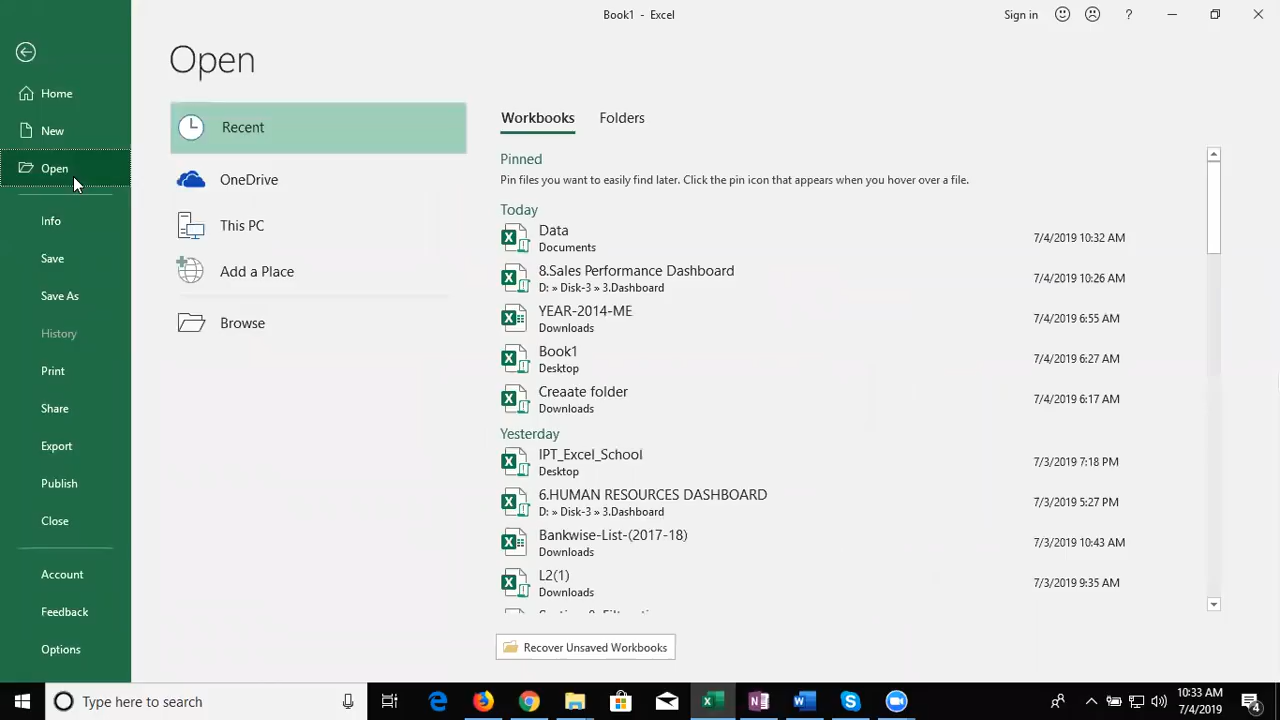 Book1 - Excel
Sign in
?
Open
Home
New
Open
Info
Save
Save As
History
Print
Share
Export
Publish
Close
Account
Feedback
Options
Recent
OneDrive
This PC
Add a Place
Browse
Workbooks Folders
Pinned
Pin files you want to easily find later. Click the pin icon that appears when you hover over a file.
Today
Data 7/4/2019 10:32 AM
Documents
8.Sales Performance Dashboard 7/4/2019 10:26 AM
D: » Disk-3 » 3.Dashboard
YEAR-2014-ME 7/4/2019 6:55 AM
Downloads
Book1 7/4/2019 6:27 AM
Desktop
Creaate folder 7/4/2019 6:17 AM
Downloads
Yesterday
IPT_Excel_School 7/3/2019 7:18 PM
Desktop
6.HUMAN RESOURCES DASHBOARD 7/3/2019 5:27 PM
D: » Disk-3 » 3.Dashboard
Bankwise-List-(2017-18) 7/3/2019 10:43 AM
Downloads
L2(1) 7/3/2019 9:35 AM
Downloads
Recover Unsaved Workbooks
Type here to search
10:33 AM
7/4/2019
4